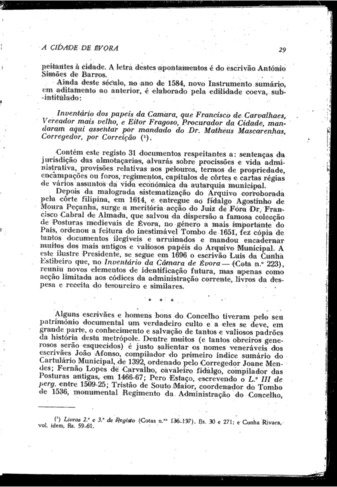 A CIDADE DE ÉVORA 29
peitantes à cidade. A letra destes apontamentos é do escrivão António
Simões de Barros.
Ainda deste século, no ano de 1584, novo Instrumento sumário,
em aditamento ao anterior, é elaborado pela edilidade coeva, sub-
-intitulado:
Inventário dos papeis da Camara, que Francisco de Carvalhaes,
Vereador mais velho, e Eitor Fragoso, Procurador da Cidade, man-
daram aqui assentar por mandado do Dr. Matheus Mascarenhas,
Corregedor, por Correição (¹).
Contém este registo 31 documentos respeitantes a: sentenças da
jurisdição das almotaçarias, alvarás sobre procissões e vida admi-
nistrativa, provisões relativas aos pelouros, termos de propriedade,
encampações ou foros, regimentos, capítulos de côrtes e cartas régias
de vários assuntos da vida económica da autarquia municipal.
Depois da malograda sistematização do Arquivo corroborada
pela côrte filipina, em 1614, e entregue ao fidalgo Agostinho de
Moura Peçanha, surge a meritória acção do Juiz de Fora Dr. Fran-
cisco Cabral de Almada, que salvou da dispersão a famosa colecção
de Posturas medievais de Évora, no género a mais importante do
País, ordenou a feitura do inestimável Tombo de 1651, fez cópia de
tantos documentos ilegíveis e arruinados e mandou encadernar
muitos dos mais antigos e valiosos papéis do Arquivo Municipal. A
este ilustre Presidente, se segue em 1696 o escrivão Luis da Cunha
Estibeiro que, no Inventário da Câmara de Évora — (Cota n.º 223),
reuniu novos elementos de identificação futura, mas apenas como
acção limitada aos códices da administração corrente, livros da des-
pesa e receita do tesoureiro e similares.
* * *
Alguns escrivães e homens bons do Concelho tiveram pelo seu
património documental um verdadeiro culto e a eles se deve, em
grande parte, o conhecimento e salvação de tantos e valiosos padrões
da história desta metrópole. Dentre muitos (e tantos obreiros gene-
rosos serão esquecidos) é justo salientar os nomes veneráveis dos
escrivães João Afonso, compilador do primeiro índice sumário do
Cartulário Municipal, de 1392, ordenado pelo Corregedor Joane Men-
des; Fernão Lopes de Carvalho, cavaleiro fidalgo, compilador das
Posturas antigas, em 1466-67; Pero Estaço, escrevendo o L.º III de
perg. entre 1509-25; Tristão de Souto Maior, coordenador do Tombo
de 1536, monumental Regimento da Administração do Concelho,
(¹) Livros 2.º e 3.º de Registo (Cotas n.ºˢ 136-137). fls. 30 e 271; e Cunha Rivara,
vol. idem, fls. 59-61.